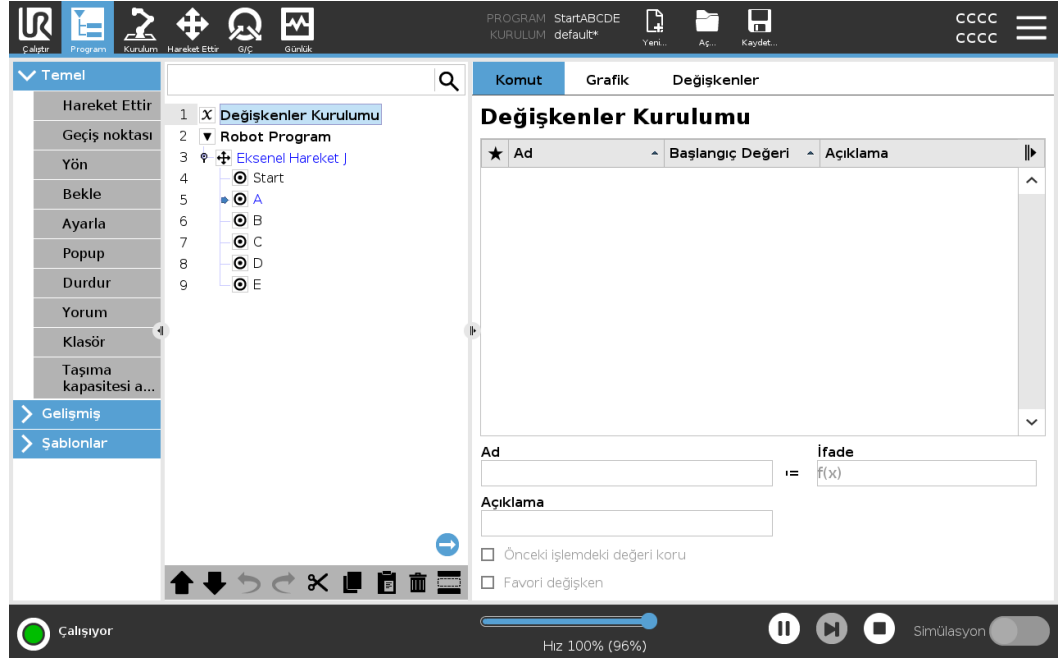 UR
PROGRAM StartABCDE
KURULUM default*
Çalıştır
Program
Kurulum
Hareket Ettir
G/Ç
Günlük
Yeni...
Aç...
Kaydet...
CCCC
CCCC
Temel
Hareket Ettir
Geçiş noktası
Yön
Bekle
Ayarla
Popup
Durdur
Yorum
Klasör
Taşıma
kapasitesi a...
Gelişmiş
Şablonlar
1 x Değişkenler Kurulumu
2 ▼ Robot Program
3 Eksenel Hareket J
4 Start
5 A
6 B
7 C
8 D
9 E
Komut Grafik Değişkenler
Değişkenler Kurulumu
★ Ad Başlangıç Değeri Açıklama
Ad İfade
:= f(x)
Açıklama
Önceki işlemdeki değeri koru
Favori değişken
Çalışıyor
Hız 100% (96%)
Simülasyon